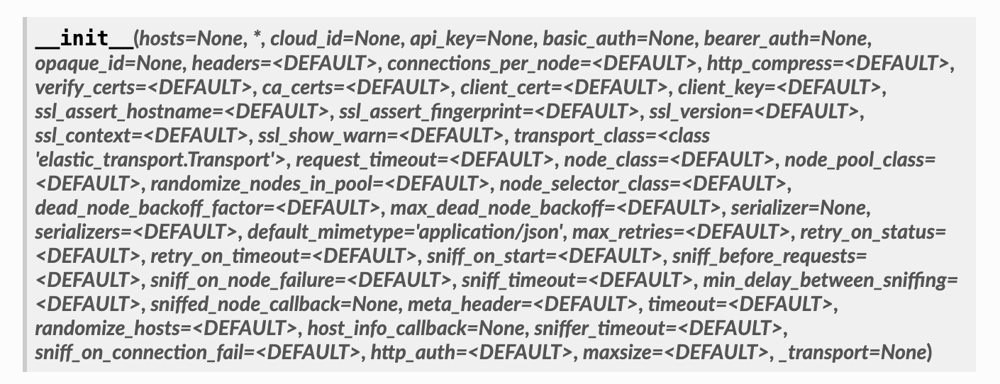 __init__(hosts=None, *, cloud_id=None, api_key=None, basic_auth=None, bearer_auth=None,
opaque_id=None, headers=<DEFAULT>, connections_per_node=<DEFAULT>, http_compress=<DEFAULT>,
verify_certs=<DEFAULT>, ca_certs=<DEFAULT>, client_cert=<DEFAULT>, client_key=<DEFAULT>,
ssl_assert_hostname=<DEFAULT>, ssl_assert_fingerprint=<DEFAULT>, ssl_version=<DEFAULT>,
ssl_context=<DEFAULT>, ssl_show_warn=<DEFAULT>, transport_class=<class
'elastic_transport.Transport'>, request_timeout=<DEFAULT>, node_class=<DEFAULT>, node_pool_class=
<DEFAULT>, randomize_nodes_in_pool=<DEFAULT>, node_selector_class=<DEFAULT>,
dead_node_backoff_factor=<DEFAULT>, max_dead_node_backoff=<DEFAULT>, serializer=None,
serializers=<DEFAULT>, default_mimetype='application/json', max_retries=<DEFAULT>, retry_on_status=
<DEFAULT>, retry_on_timeout=<DEFAULT>, sniff_on_start=<DEFAULT>, sniff_before_requests=
<DEFAULT>, sniff_on_node_failure=<DEFAULT>, sniff_timeout=<DEFAULT>, min_delay_between_sniffing=
<DEFAULT>, sniffed_node_callback=None, meta_header=<DEFAULT>, timeout=<DEFAULT>,
randomize_hosts=<DEFAULT>, host_info_callback=None, sniffer_timeout=<DEFAULT>,
sniff_on_connection_fail=<DEFAULT>, http_auth=<DEFAULT>, maxsize=<DEFAULT>, _transport=None)